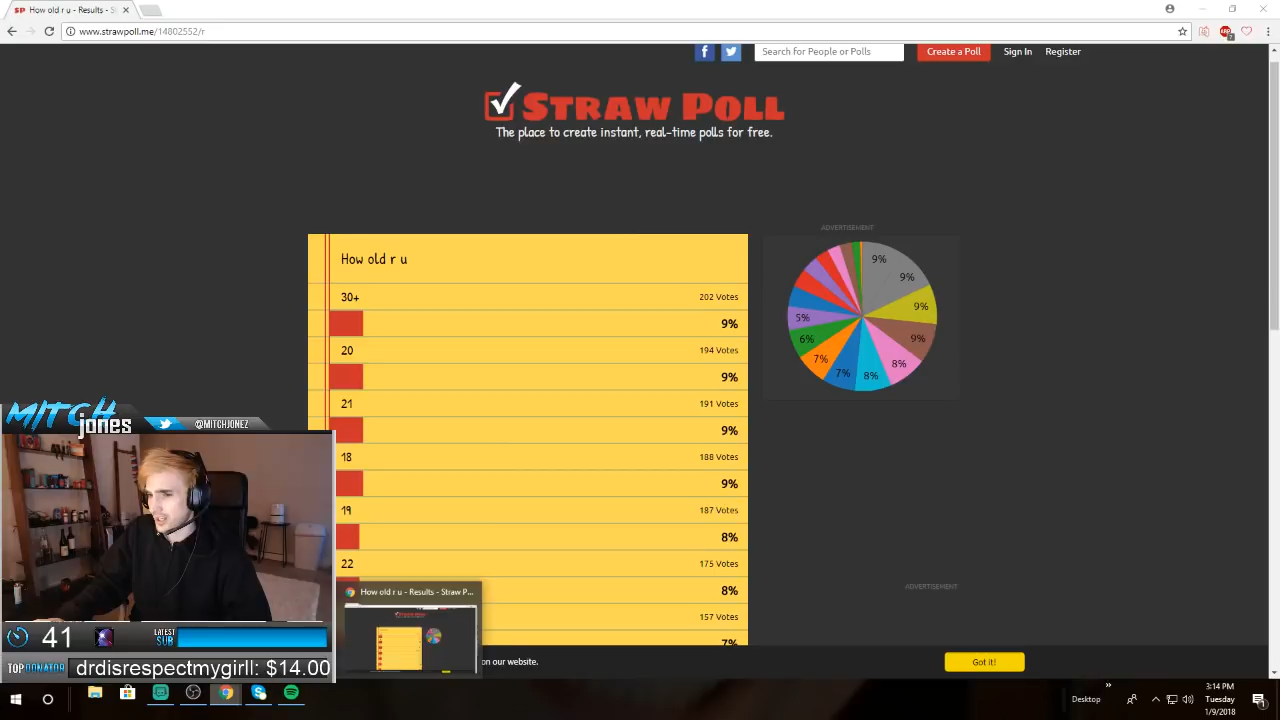 How old r u - Results - S
www.strawpoll.me/14802552/r
Search for People or Polls
Create a Poll
Sign In
Register
STRAW POLL
The place to create instant, real-time polls for free.
ADVERTISEMENT
How old r u
30+ 202 Votes
9%
20 194 Votes
9%
21 191 Votes
9%
18 188 Votes
9%
19 187 Votes
8%
22 175 Votes
8%
157 Votes
7%
9%
9%
9%
9%
8%
8%
7%
7%
6%
5%
ADVERTISEMENT
MITCH
jones
@MITCHJONEZ
41
LATEST
SUB
TOP DONATOR
drdisrespectmygirll: $14.00
How old r u - Results - Straw P...
on our website.
Got it!
Desktop
3:14 PM
Tuesday
1/9/2018